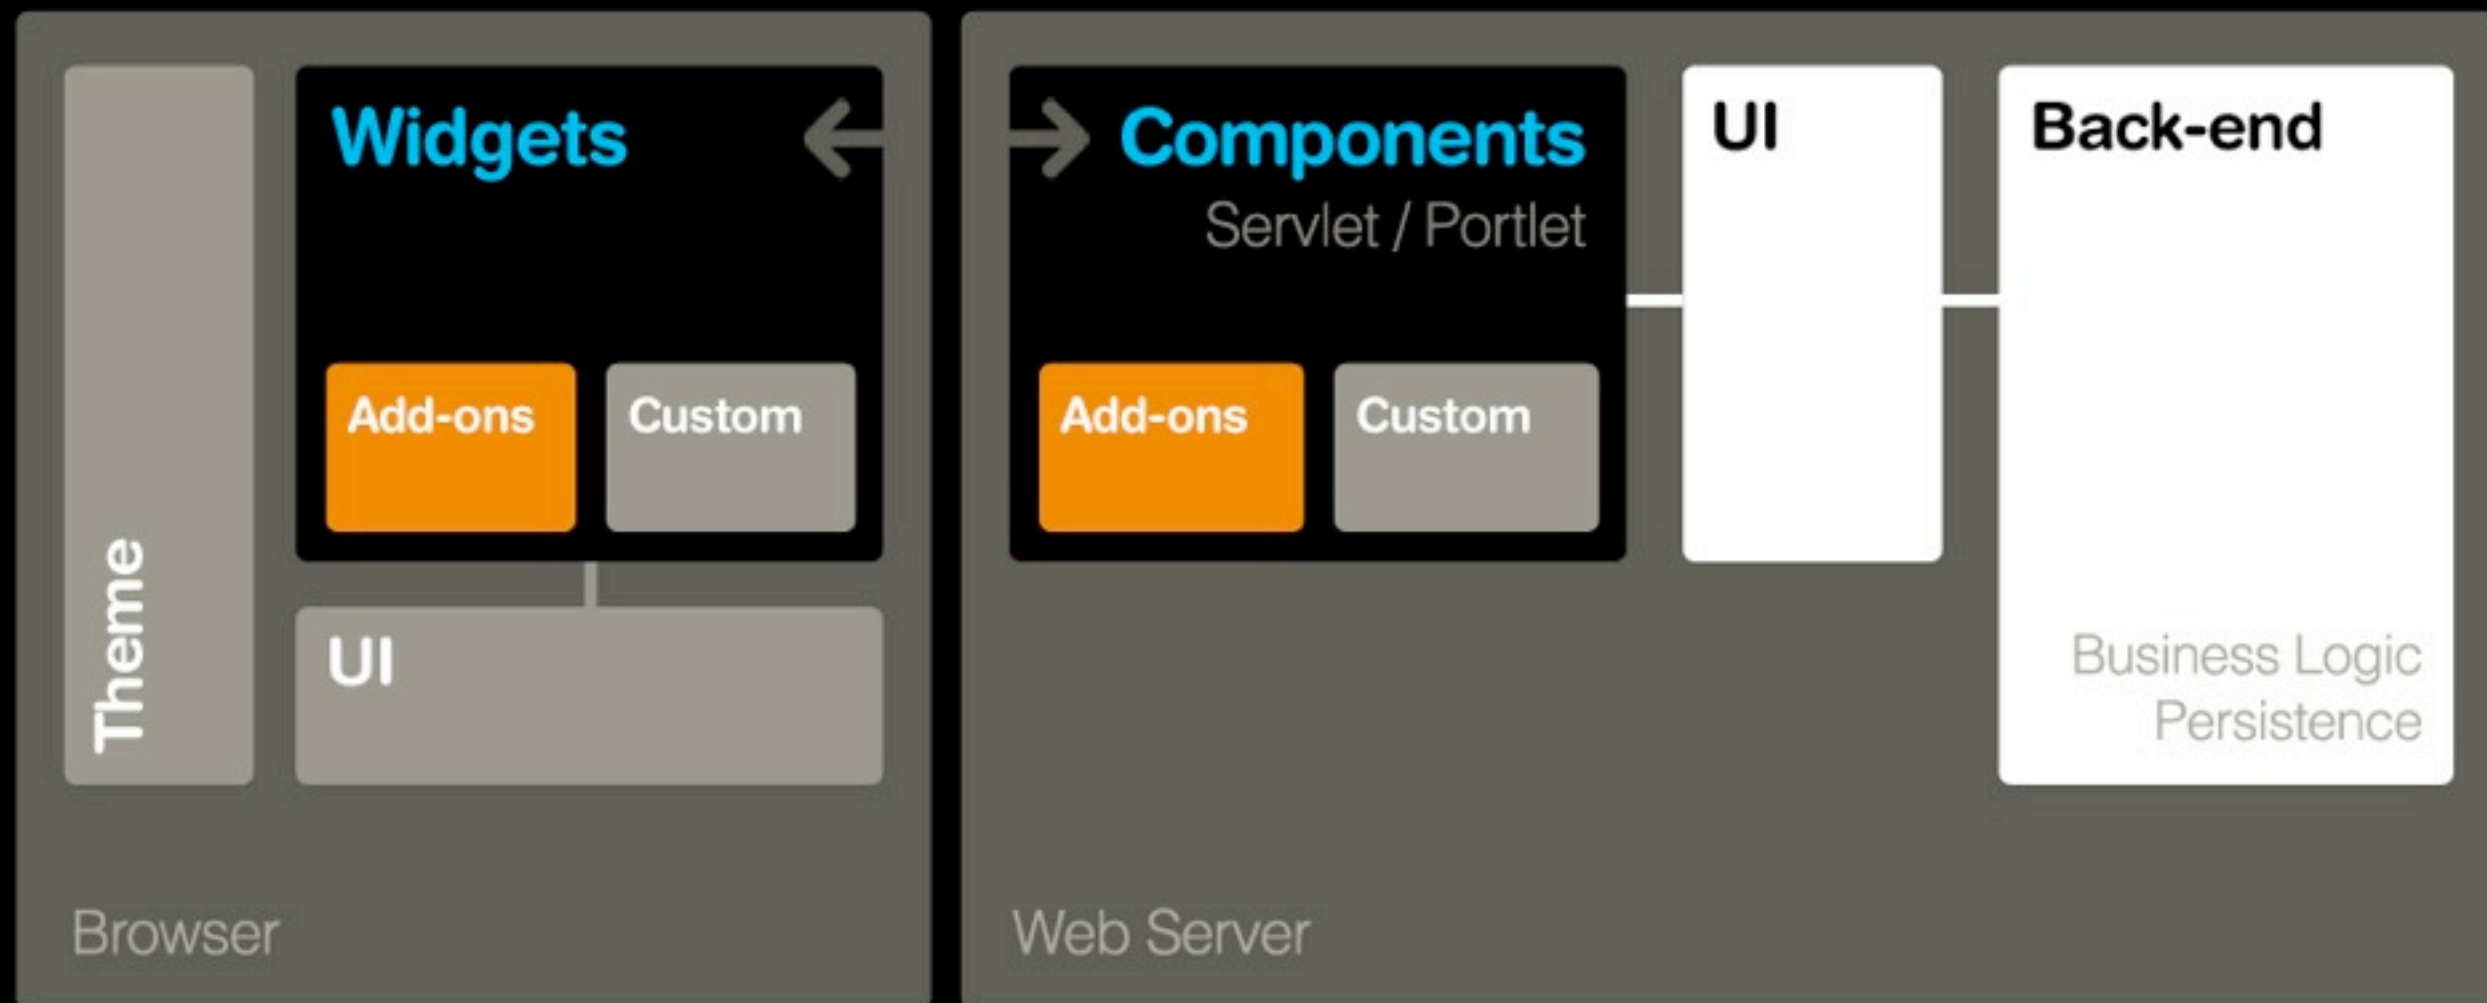 Widgets
Add-ons
Custom
Theme
UI
Browser
Components
Servlet / Portlet
Add-ons
Custom
UI
Back-end
Business Logic
Persistence
Web Server